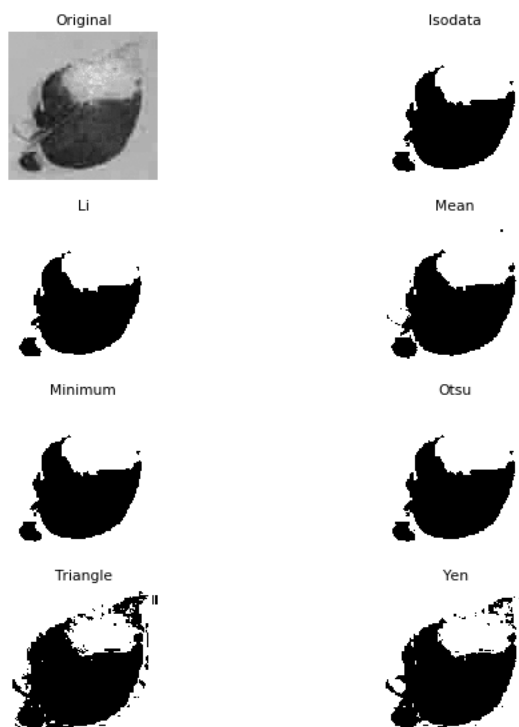 Original
Isodata
Li
Mean
Minimum
Otsu
Triangle
Yen